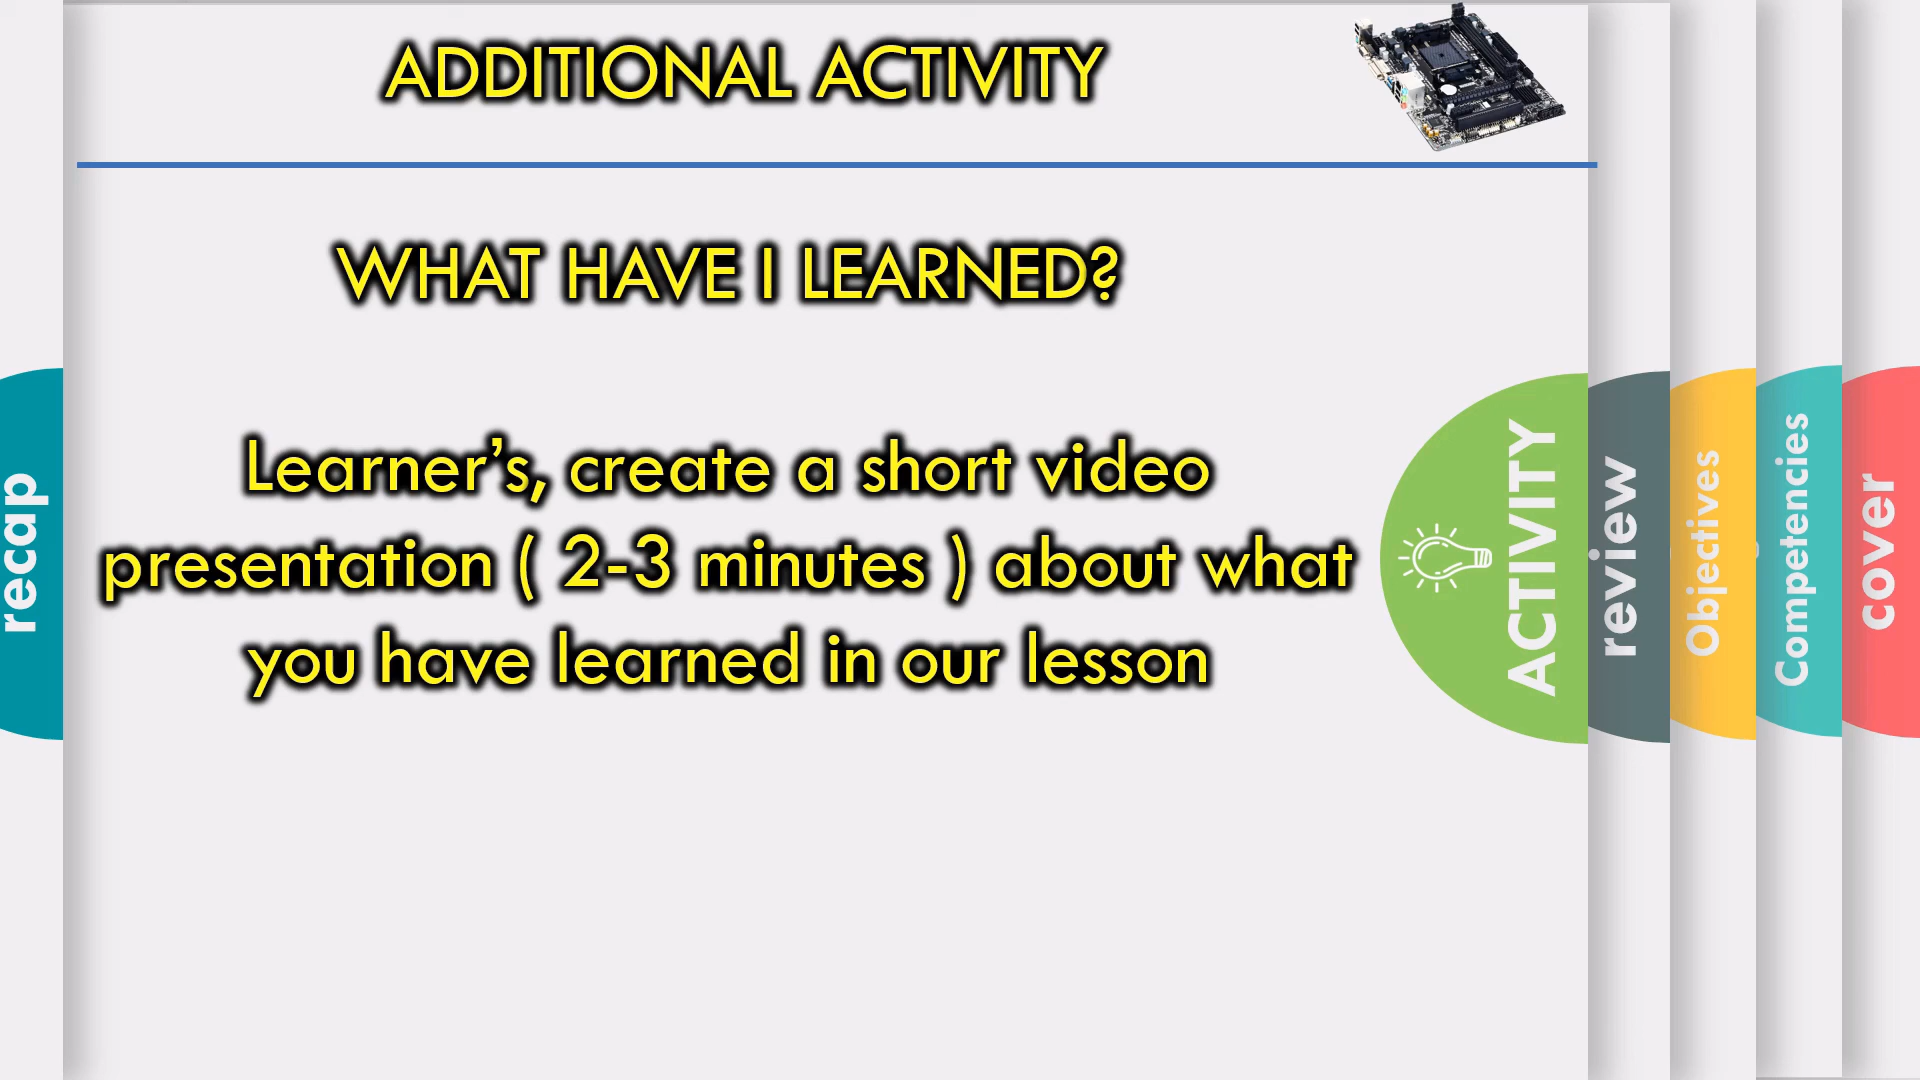 ADDITIONAL ACTIVITY
WHAT HAVE I LEARNED?
Learner’s, create a short video
presentation ( 2-3 minutes ) about what
you have learned in our lesson
recap
ACTIVITY
review
Objectives
Competencies
cover